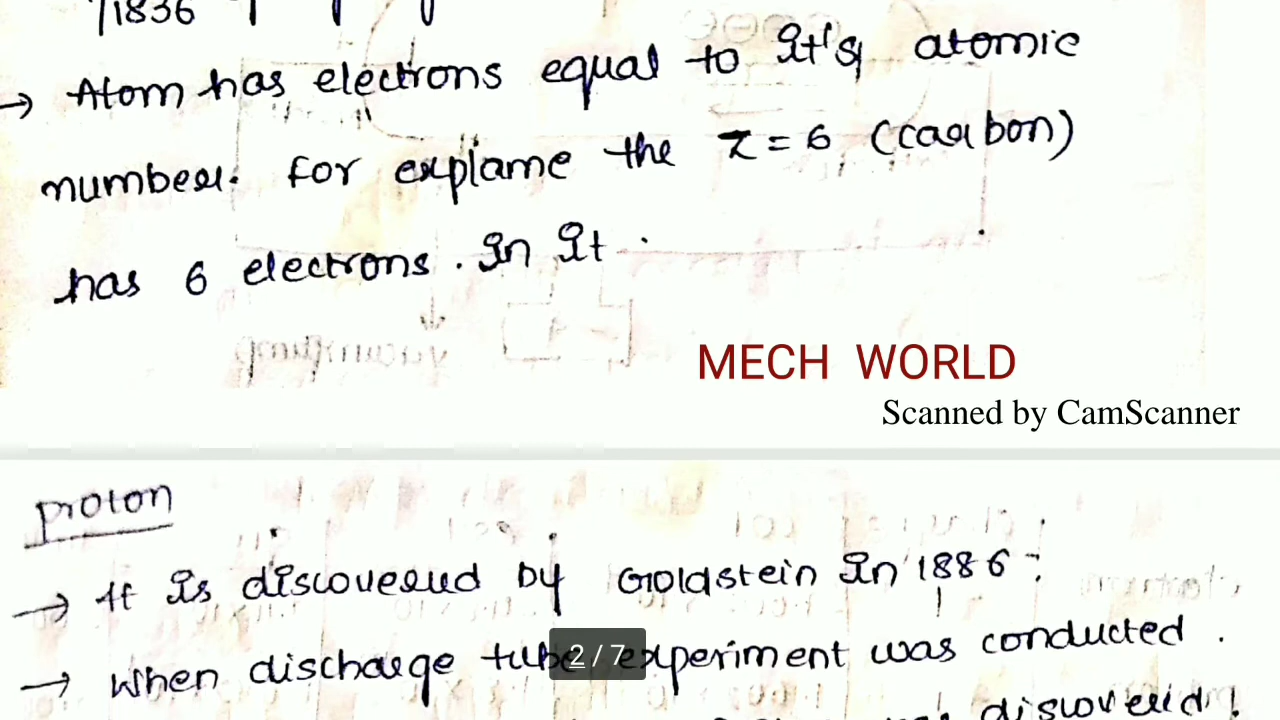 1/1836
→ Atom has electrons equal to it's atomic
number. For explame the Z = 6 (Carbon)
has 6 electrons. In it.
MECH WORLD
Scanned by CamScanner
Proton
→ It is discovered by Goldstein in 1886:
→ When discharge tube experiment was conducted.
2 / 7
discovered!